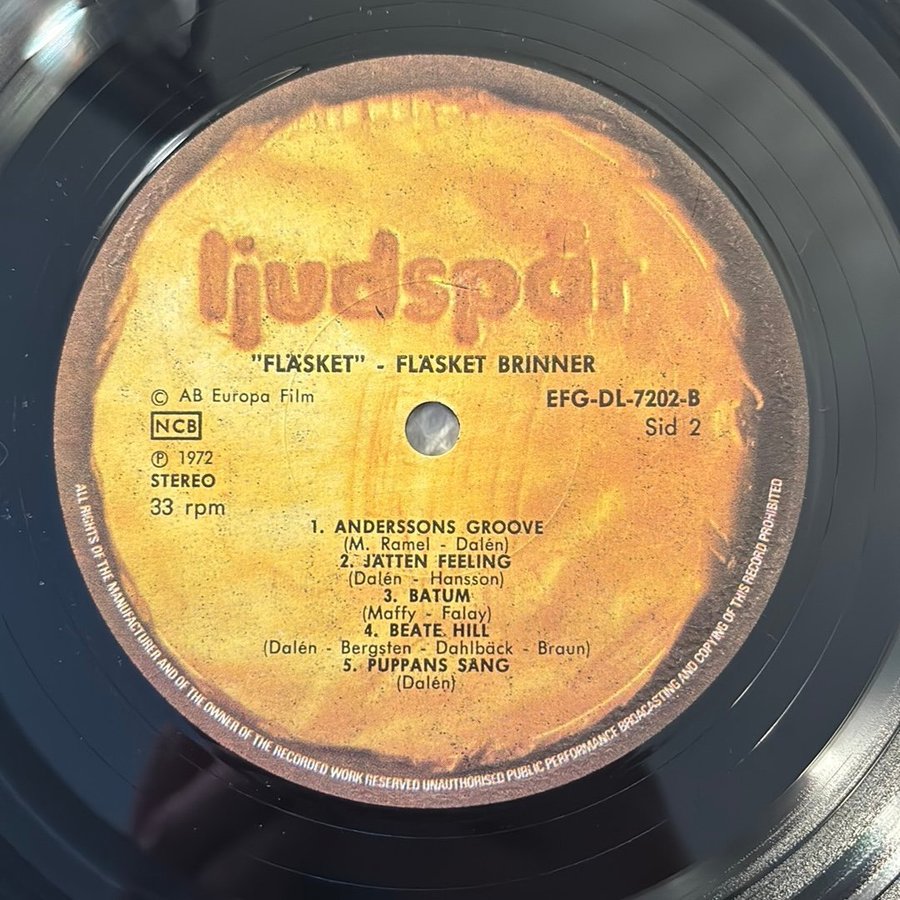 ljudspår
"FLÄSKET" - FLÄSKET BRINNER
© AB Europa Film
EFG-DL-7202-B
NCB
Sid 2
℗ 1972
STEREO
33 rpm
1. ANDERSSONS GROOVE
(M. Ramel - Dalén)
2. JÄTTEN FEELING
(Dalén - Hansson)
3. BATUM
(Maffy - Falay)
4. BEATE HILL
(Dalén - Bergsten - Dahlbäck - Braun)
5. PUPPANS SÅNG
(Dalén)
ALL RIGHTS OF THE MANUFACTURER AND OF THE OWNER OF THE RECORDED WORK RESERVED UNAUTHORISED PUBLIC PERFORMANCE BROADCASTING AND COPYING OF THIS RECORD PROHIBITED